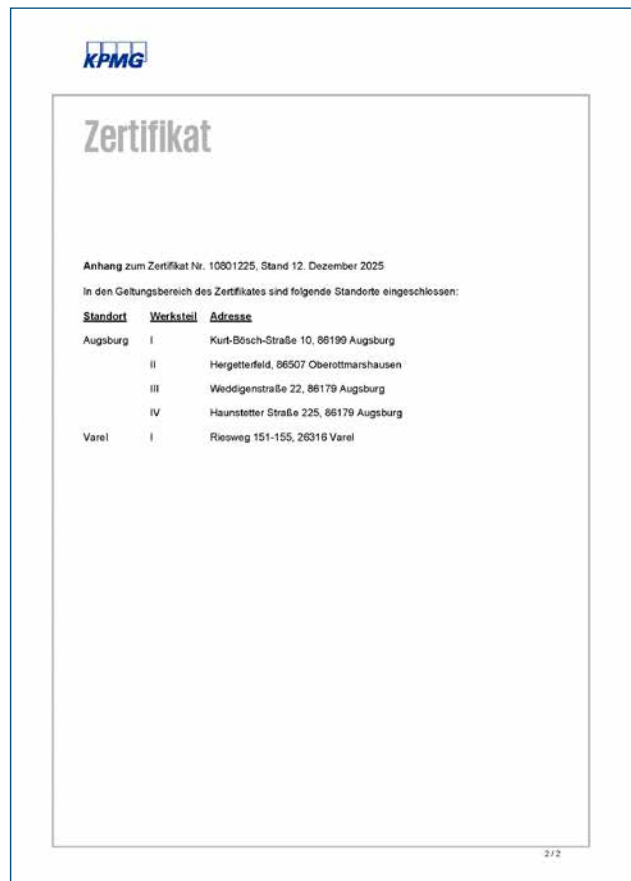 KPMG
Zertifikat
Anhang zum Zertifikat Nr. 10801225, Stand 12. Dezember 2025
In den Geltungsbereich des Zertifikates sind folgende Standorte eingeschlossen:
Standort Werksteil Adresse
Augsburg I Kurt-Bösch-Straße 10, 86199 Augsburg
II Hergetterfeld, 86507 Oberottmarshausen
III Weddigenstraße 22, 86179 Augsburg
IV Haunstetter Straße 225, 86179 Augsburg
Varel I Riesweg 151-155, 26316 Varel
2 / 2